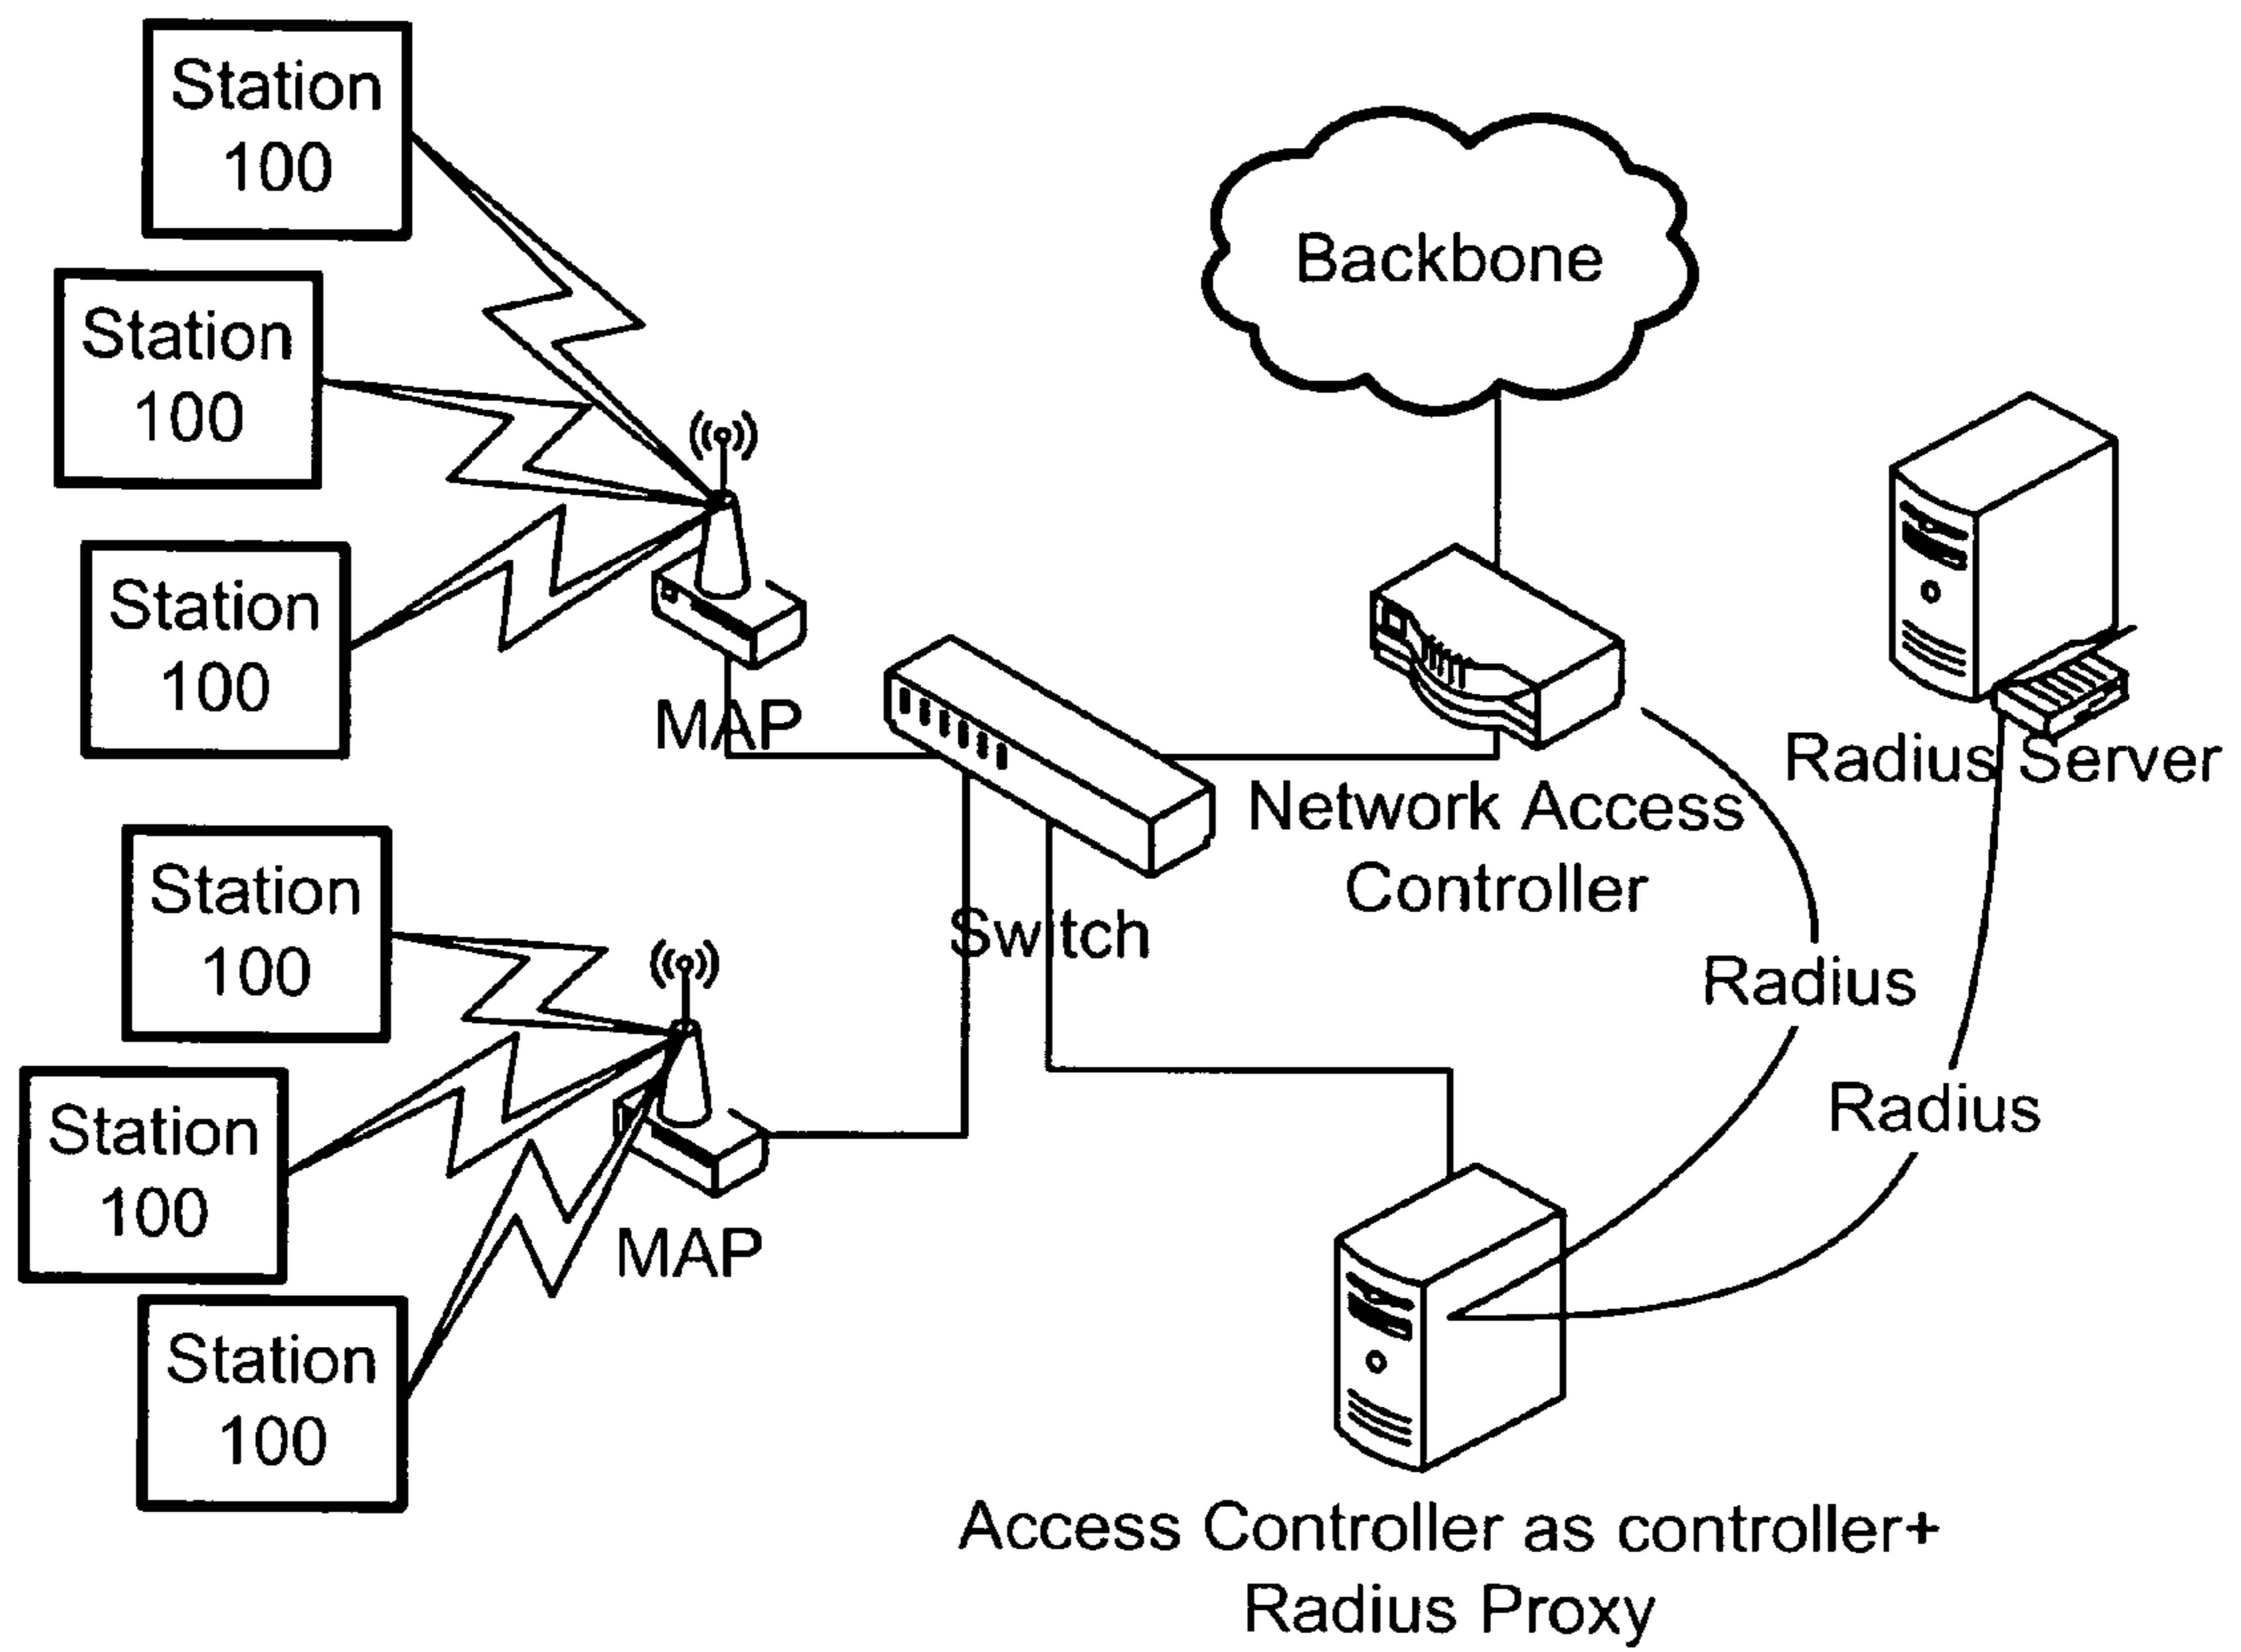 Station
100
Station
100
Station
100
MAP
Station
100
Station
100
Station
100
MAP
Switch
Backbone
Network Access
Controller
Radius Server
Radius
Radius
Access Controller as controller+
Radius Proxy